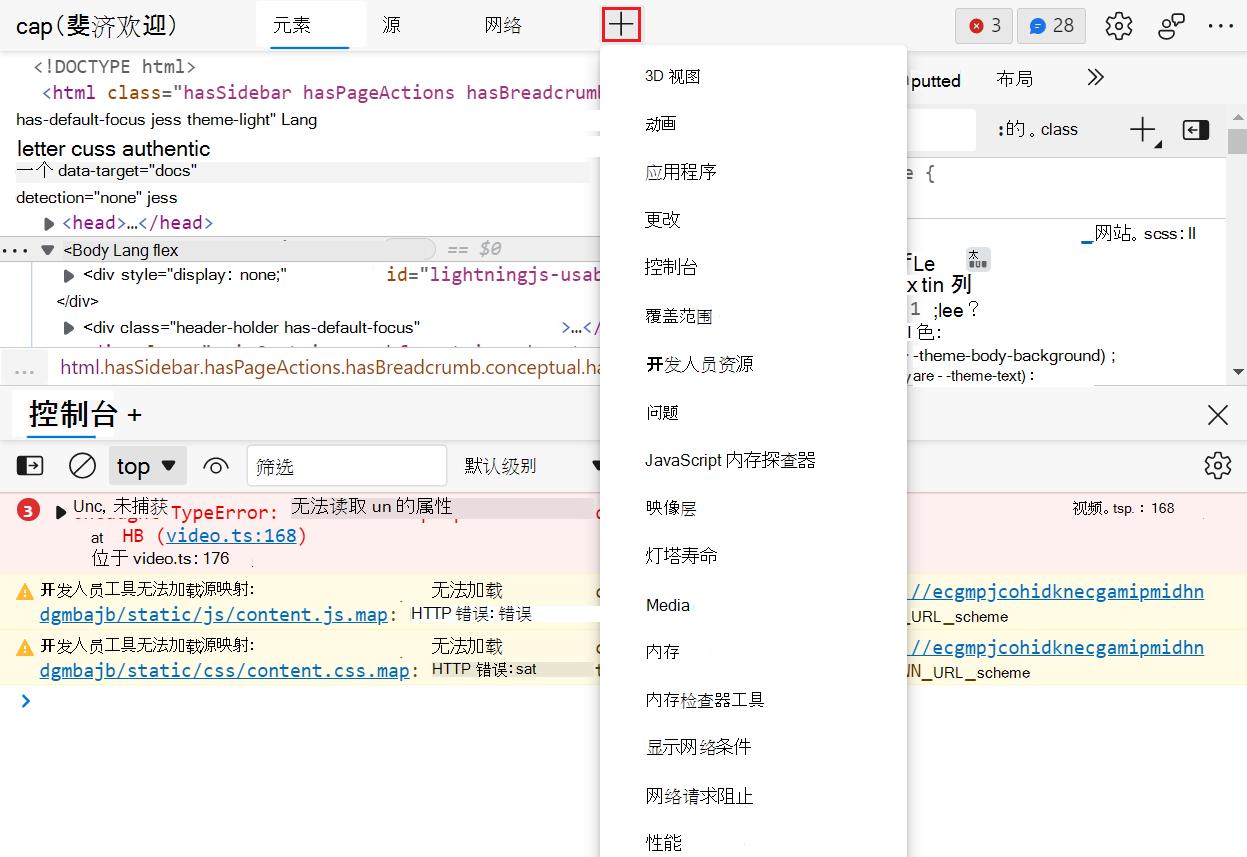 cap(斐济欢迎)
元素
源
网络
3
28
<!DOCTYPE html>
<html class="hasSidebar hasPageActions hasBreadcrumb
has-default-focus jess theme-light" Lang
letter cuss authentic
一个 data-target="docs"
detection="none" jess
<head>…</head>
<Body Lang flex
== $0
<div style="display: none;" id="lightningjs-usab
</div>
<div class="header-holder has-default-focus" >…</
...
html.hasSidebar.hasPageActions.hasBreadcrumb.conceptual.ha
3D 视图
动画
应用程序
更改
控制台
覆盖范围
开发人员资源
问题
JavaScript 内存探查器
映像层
灯塔寿命
Media
内存
内存检查器工具
显示网络条件
网络请求阻止
性能
putted
布局
:的。class
e {
_网站。scss:ll
fLe
x tin 列
1 ;lee?
l 色:
--theme-body-background) ;
are - -theme-text) :
控制台 +
top
筛选
默认级别
3
Unc, 未捕获 TypeError: 无法读取 un 的属性
视频。tsp. : 168
at HB (video.ts:168)
位于 video.ts: 176
开发人员工具无法加载源映射: 无法加载
//ecgmpjcohidknecgamipmidhn
dgmbajb/static/js/content.js.map: HTTP 错误: 错误
_URL_scheme
开发人员工具无法加载源映射: 无法加载
//ecgmpjcohidknecgamipmidhn
dgmbajb/static/css/content.css.map: HTTP 错误: sat
WN_URL_scheme